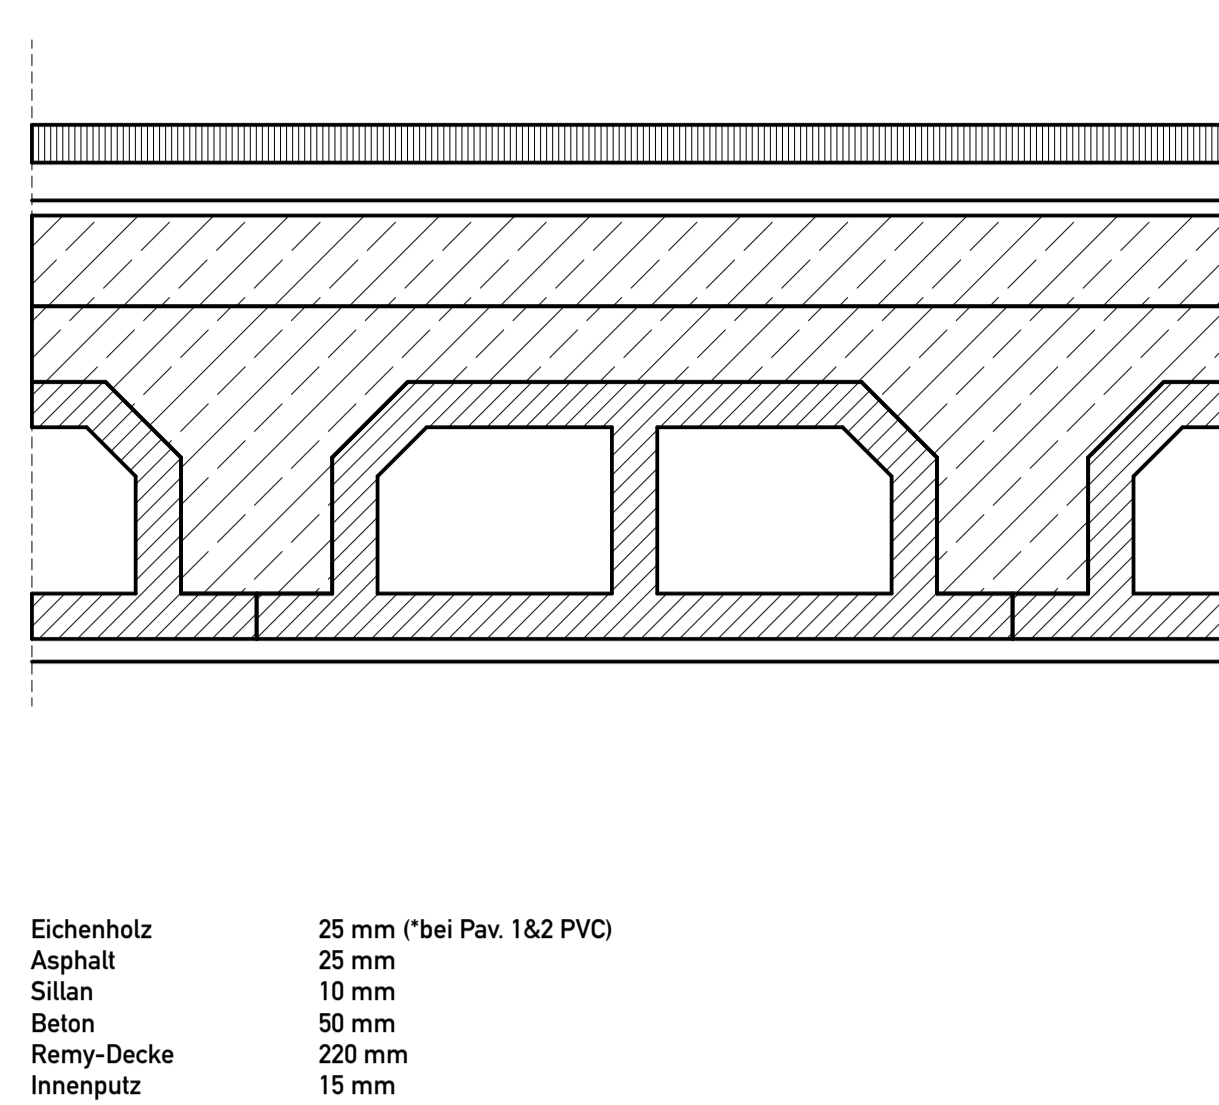 Eichenholz 25 mm (*bei Pav. 1&2 PVC)
Asphalt 25 mm
Sillan 10 mm
Beton 50 mm
Remy-Decke 220 mm
Innenputz 15 mm